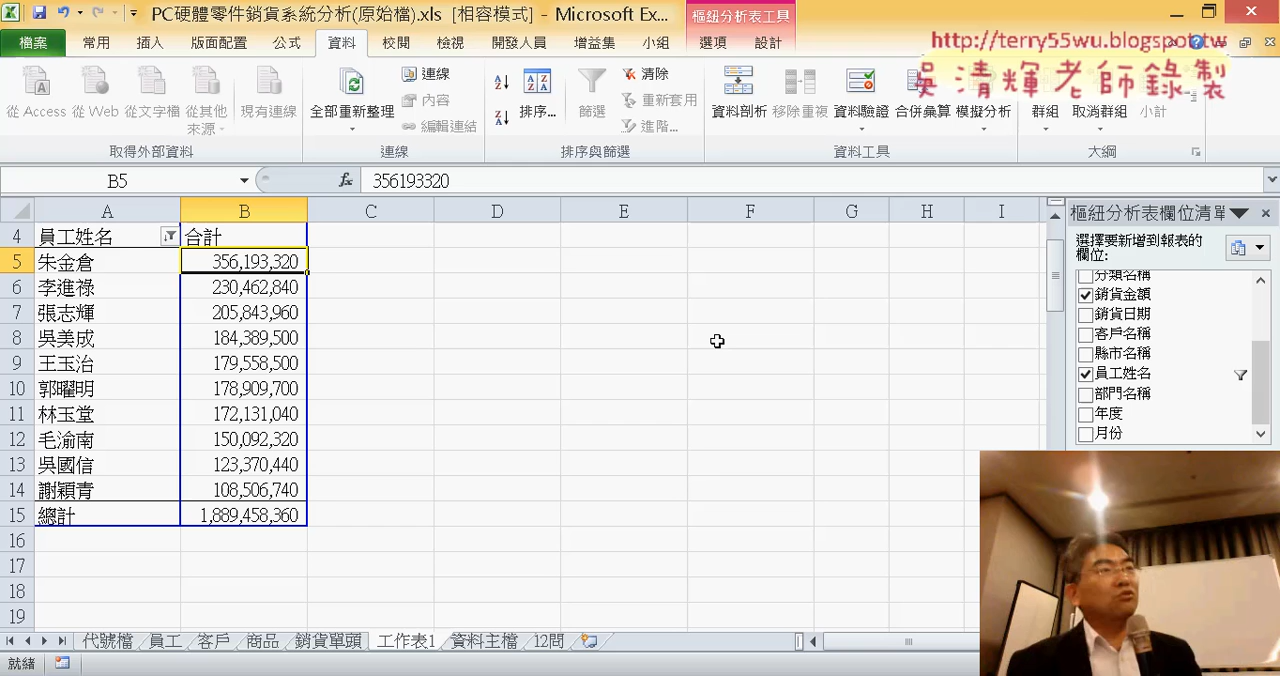 PC硬體零件銷貨系統分析(原始檔).xls [相容模式] - Microsoft Ex...
樞紐分析表工具
http://terry55wu.blogspot.tw
吳清輝老師錄製
檔案 常用 插入 版面配置 公式 資料 校閱 檢視 開發人員 增益集 小組 選項 設計
從 Access 從 Web 從文字檔 從其他來源 現有連線
全部重新整理
連線
內容
編輯連結
排序...
篩選
清除
重新套用
進階...
資料剖析 移除重複 資料驗證 合併彙算 模擬分析
群組 取消群組 小計
取得外部資料 連線 排序與篩選 資料工具 大綱
B5 fx 356193320
A B C D E F G H I
4 員工姓名 合計
5 朱金倉 356,193,320
6 李進祿 230,462,840
7 張志輝 205,843,960
8 吳美成 184,389,500
9 王玉治 179,558,500
10 郭曜明 178,909,700
11 林玉堂 172,131,040
12 毛渝南 150,092,320
13 吳國信 123,370,440
14 謝穎青 108,506,740
15 總計 1,889,458,360
16
17
18
19
樞紐分析表欄位清單
選擇要新增到報表的欄位:
分類名稱
銷貨金額
銷貨日期
客戶名稱
縣市名稱
員工姓名
部門名稱
年度
月份
代號檔 員工 客戶 商品 銷貨單頭 工作表1 資料主檔 12問
就緒